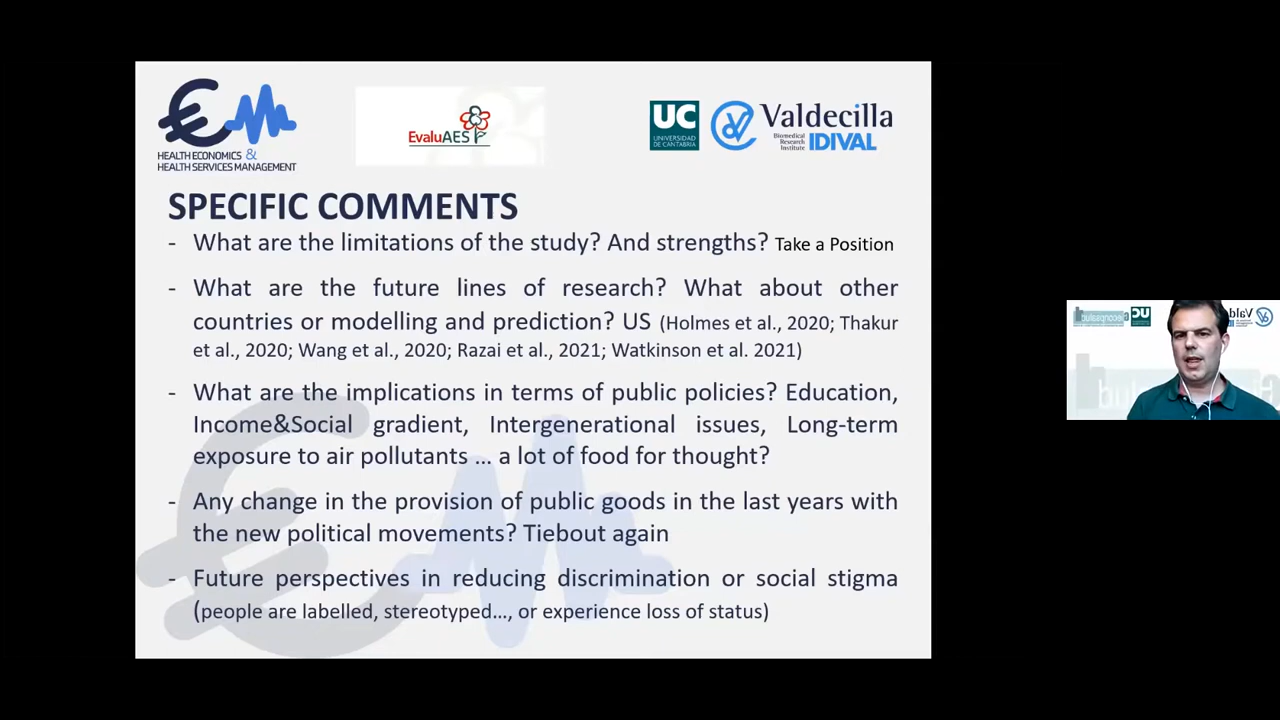 HEALTH ECONOMICS &
HEALTH SERVICES MANAGEMENT
EvaluAES
UC
UNIVERSIDAD
DE CANTABRIA
Valdecilla
Biomedical
Research
Institute
IDIVAL
SPECIFIC COMMENTS
- What are the limitations of the study? And strengths? Take a Position
- What are the future lines of research? What about other
countries or modelling and prediction? US (Holmes et al., 2020; Thakur
et al., 2020; Wang et al., 2020; Razai et al., 2021; Watkinson et al. 2021)
- What are the implications in terms of public policies? Education,
Income&Social gradient, Intergenerational issues, Long-term
exposure to air pollutants … a lot of food for thought?
- Any change in the provision of public goods in the last years with
the new political movements? Tiebout again
- Future perspectives in reducing discrimination or social stigma
(people are labelled, stereotyped…, or experience loss of status)
UC